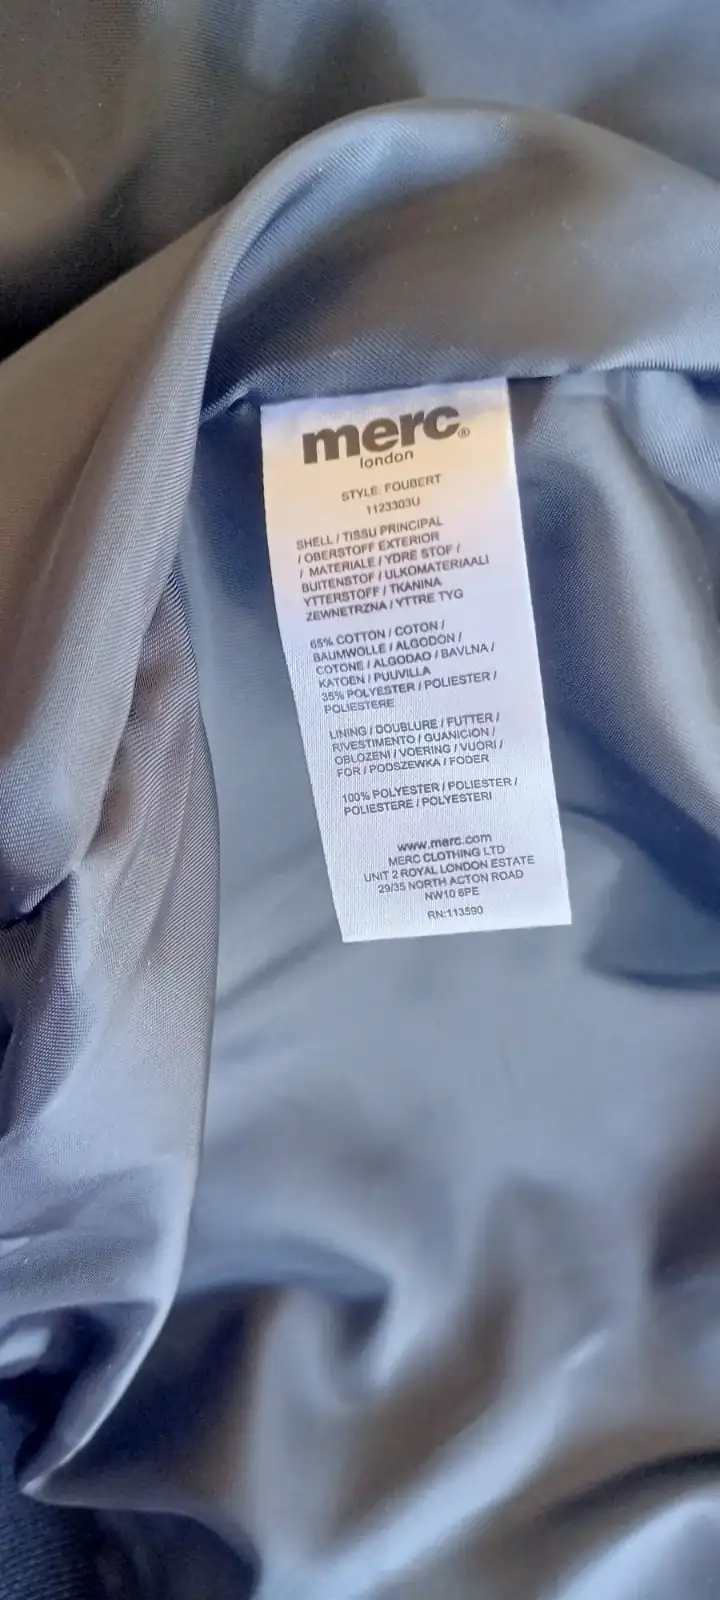 merc®
london
STYLE. FOUBERT
1123303U
SHELL / TISSU PRINCIPAL
/ OBERSTOFF EXTERIOR
/ MATERIALE / YDRE STOF /
BUITENSTOF / ULKOMATERIAALI
YTTERSTOFF / TKANINA
ZEWNETRZNA / YTTRE TYG
65% COTTON / COTON /
BAUMWOLLE / ALGODON /
COTONE / ALGODAO / BAVLNA /
KATOEN / PUUVILLA
35% POLYESTER / POLIESTER /
POLIESTERE
LINING / DOUBLURE / FUTTER /
RIVESTIMENTO / GUANICION /
OBLOZENI / VOERING / VUORI /
FOR / PODSZEWKA / FODER
100% POLYESTER / POLIESTER /
POLIESTERE / POLYESTERI
www.merc.com
MERC CLOTHING LTD
UNIT 2 ROYAL LONDON ESTATE
29/35 NORTH ACTON ROAD
NW10 6PE
RN:113590